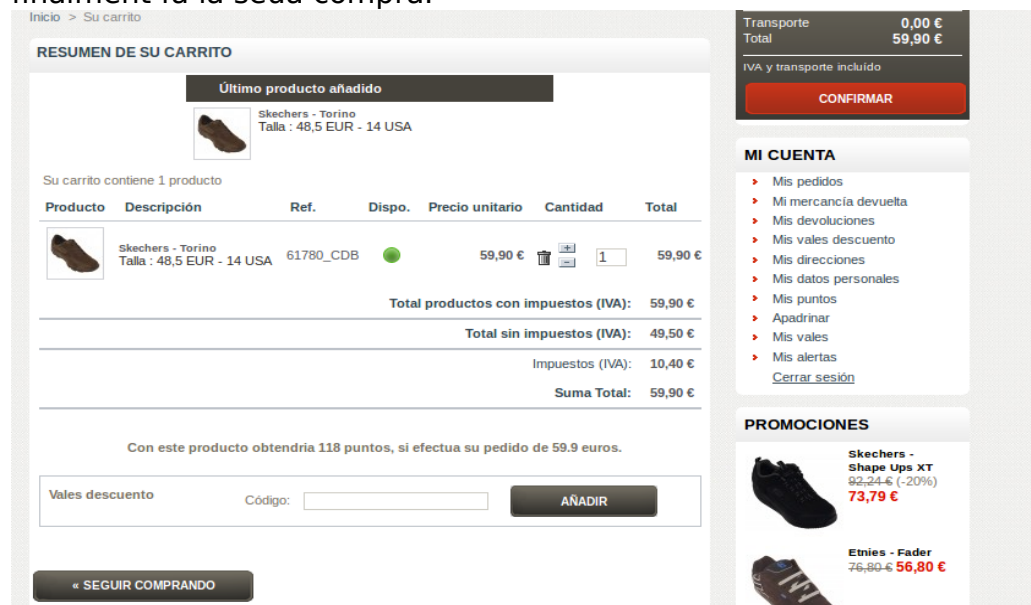 finalment fa la seua compra.
Inicio > Su carrito
RESUMEN DE SU CARRITO
Último producto añadido
Skechers - Torino
Talla : 48,5 EUR - 14 USA
Su carrito contiene 1 producto
Producto Descripción Ref. Dispo. Precio unitario Cantidad Total
Skechers - Torino
Talla : 48,5 EUR - 14 USA 61780_CDB 59,90 € + - 1 59,90 €
Total productos con impuestos (IVA): 59,90 €
Total sin impuestos (IVA): 49,50 €
Impuestos (IVA): 10,40 €
Suma Total: 59,90 €
Con este producto obtendria 118 puntos, si efectua su pedido de 59.9 euros.
Vales descuento Código: AÑADIR
« SEGUIR COMPRANDO
Transporte 0,00 €
Total 59,90 €
IVA y transporte incluído
CONFIRMAR
MI CUENTA
Mis pedidos
Mi mercancía devuelta
Mis devoluciones
Mis vales descuento
Mis direcciones
Mis datos personales
Mis puntos
Apadrinar
Mis vales
Mis alertas
Cerrar sesión
PROMOCIONES
Skechers -
Shape Ups XT
92,24 € (-20%)
73,79 €
Etnies - Fader
76,80 € 56,80 €